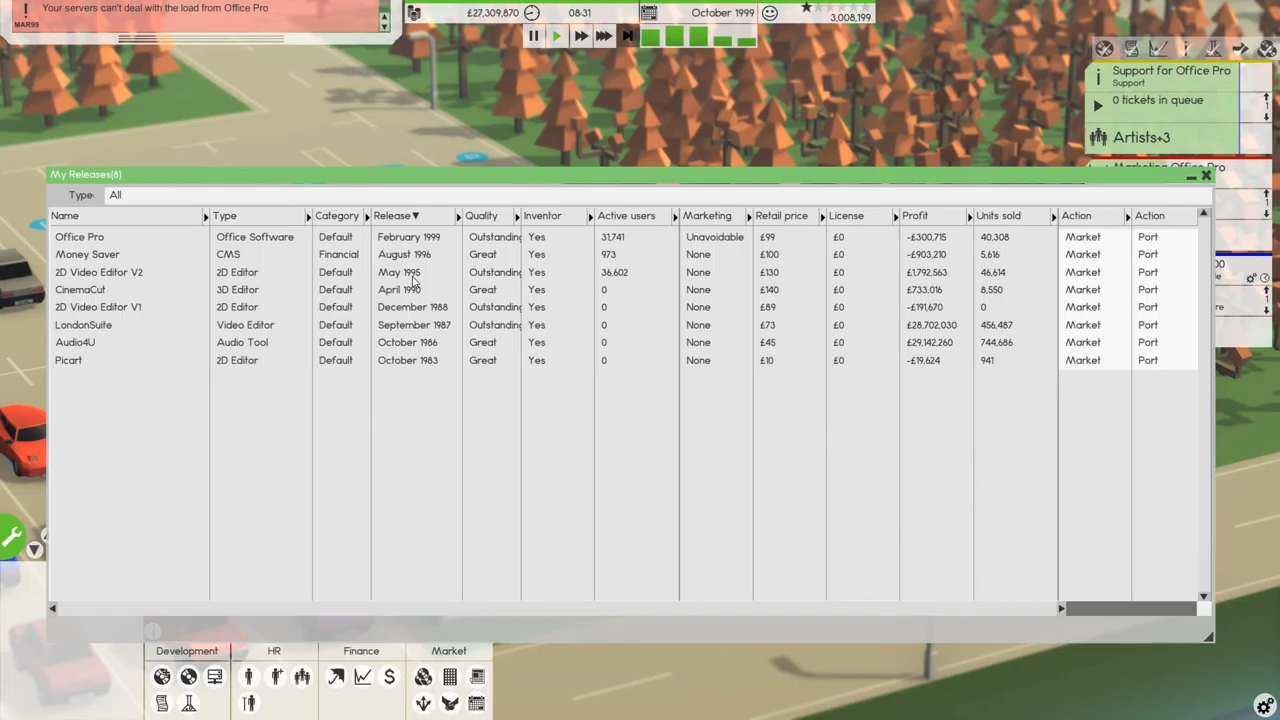 Your servers can't deal with the load from Office Pro
MAR99
£27,309,870 08-31 October 1999 3,008,199
Support for Office Pro
Support
0 tickets in queue
1
Artists+3
Marketing Office Pro
1
1
My Releases(8)
Type: All
Name Type Category Release▼ Quality Inventor Active users Marketing Retail price License Profit Units sold Action Action
Office Pro Office Software Default February 1999 Outstanding Yes 31,741 Unavoidable £99 £0 -£300,715 40,308 Market Port
Money Saver CMS Financial August 1996 Great Yes 973 None £100 £0 -£903,210 5,616 Market Port
2D Video Editor V2 2D Editor Default May 1995 Outstanding Yes 36,602 None £130 £0 £1,792,563 46,614 Market Port
CinemaCut 3D Editor Default April 1990 Great Yes 0 None £140 £0 £733,016 8,550 Market Port
2D Video Editor V1 2D Editor Default December 1988 Outstanding Yes 0 None £89 £0 -£191,670 0 Market Port
LondonSuite Video Editor Default September 1987 Outstanding Yes 0 None £73 £0 £28,702,030 456,487 Market Port
Audio4U Audio Tool Default October 1986 Great Yes 0 None £45 £0 £29,142,260 744,686 Market Port
Picart 2D Editor Default October 1983 Great Yes 0 None £10 £0 -£19,624 941 Market Port
Development HR Finance Market